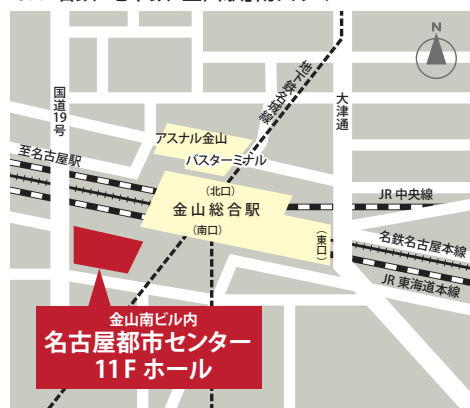 N
国道19号
地下鉄名城線
大津通
アスナル金山
バスターミナル
至名古屋駅
(北口)
金山総合駅
(南口)
(東口)
JR 中央線
名鉄名古屋本線
JR 東海道本線
金山南ビル内
名古屋都市センター
11F ホール